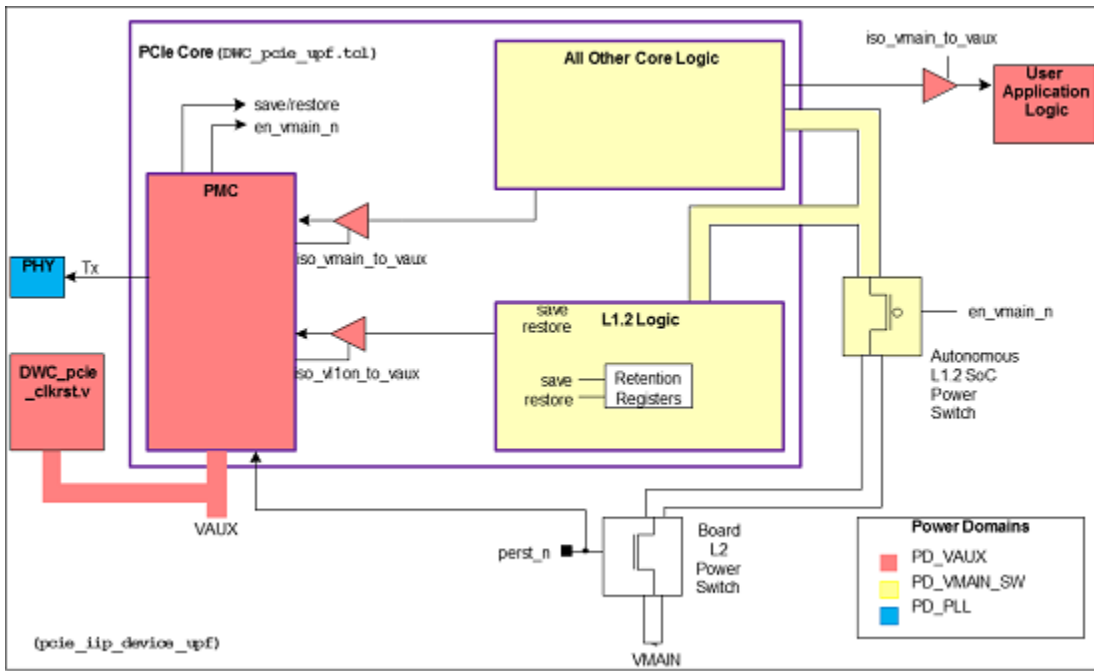 PCIe Core (DWC_pcie_upf.tcl)
save/restore
en_vmain_n
All Other Core Logic
iso_vmain_to_vaux
User
Application
Logic
PMC
iso_vmain_to_vaux
PHY
Tx
save
restore
L1.2 Logic
save
restore
Retention
Registers
iso_vl1on_to_vaux
en_vmain_n
Autonomous
L1.2 SoC
Power
Switch
DWC_pcie
_clkrst.v
VAUX
perst_n
Board
L2
Power
Switch
VMAIN
Power Domains
PD_VAUX
PD_VMAIN_SW
PD_PLL
(pcie_iip_device_upf)